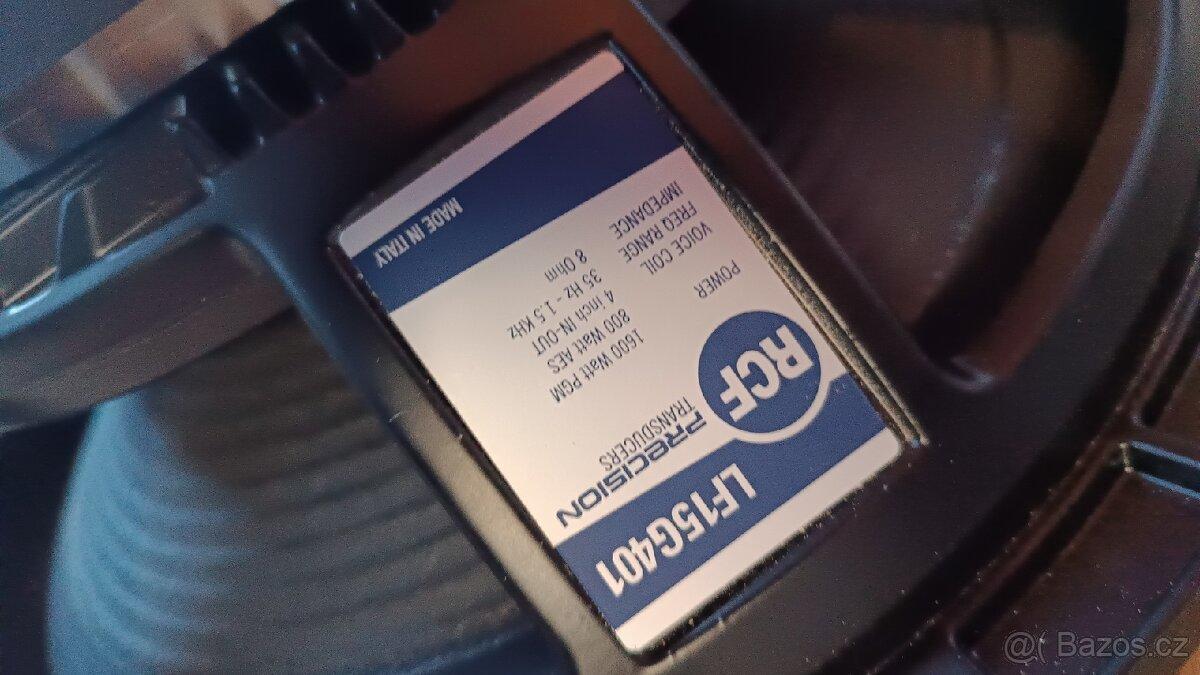 LF15G401
RCF
PRECISION
TRANSDUCERS
POWER 1600 Watt PGM
800 Watt AES
VOICE COIL 4 inch IN-OUT
FREQ RANGE 35 Hz - 1.5 KHz
IMPEDANCE 8 Ohm
MADE IN ITALY
@( Bazoš.cz